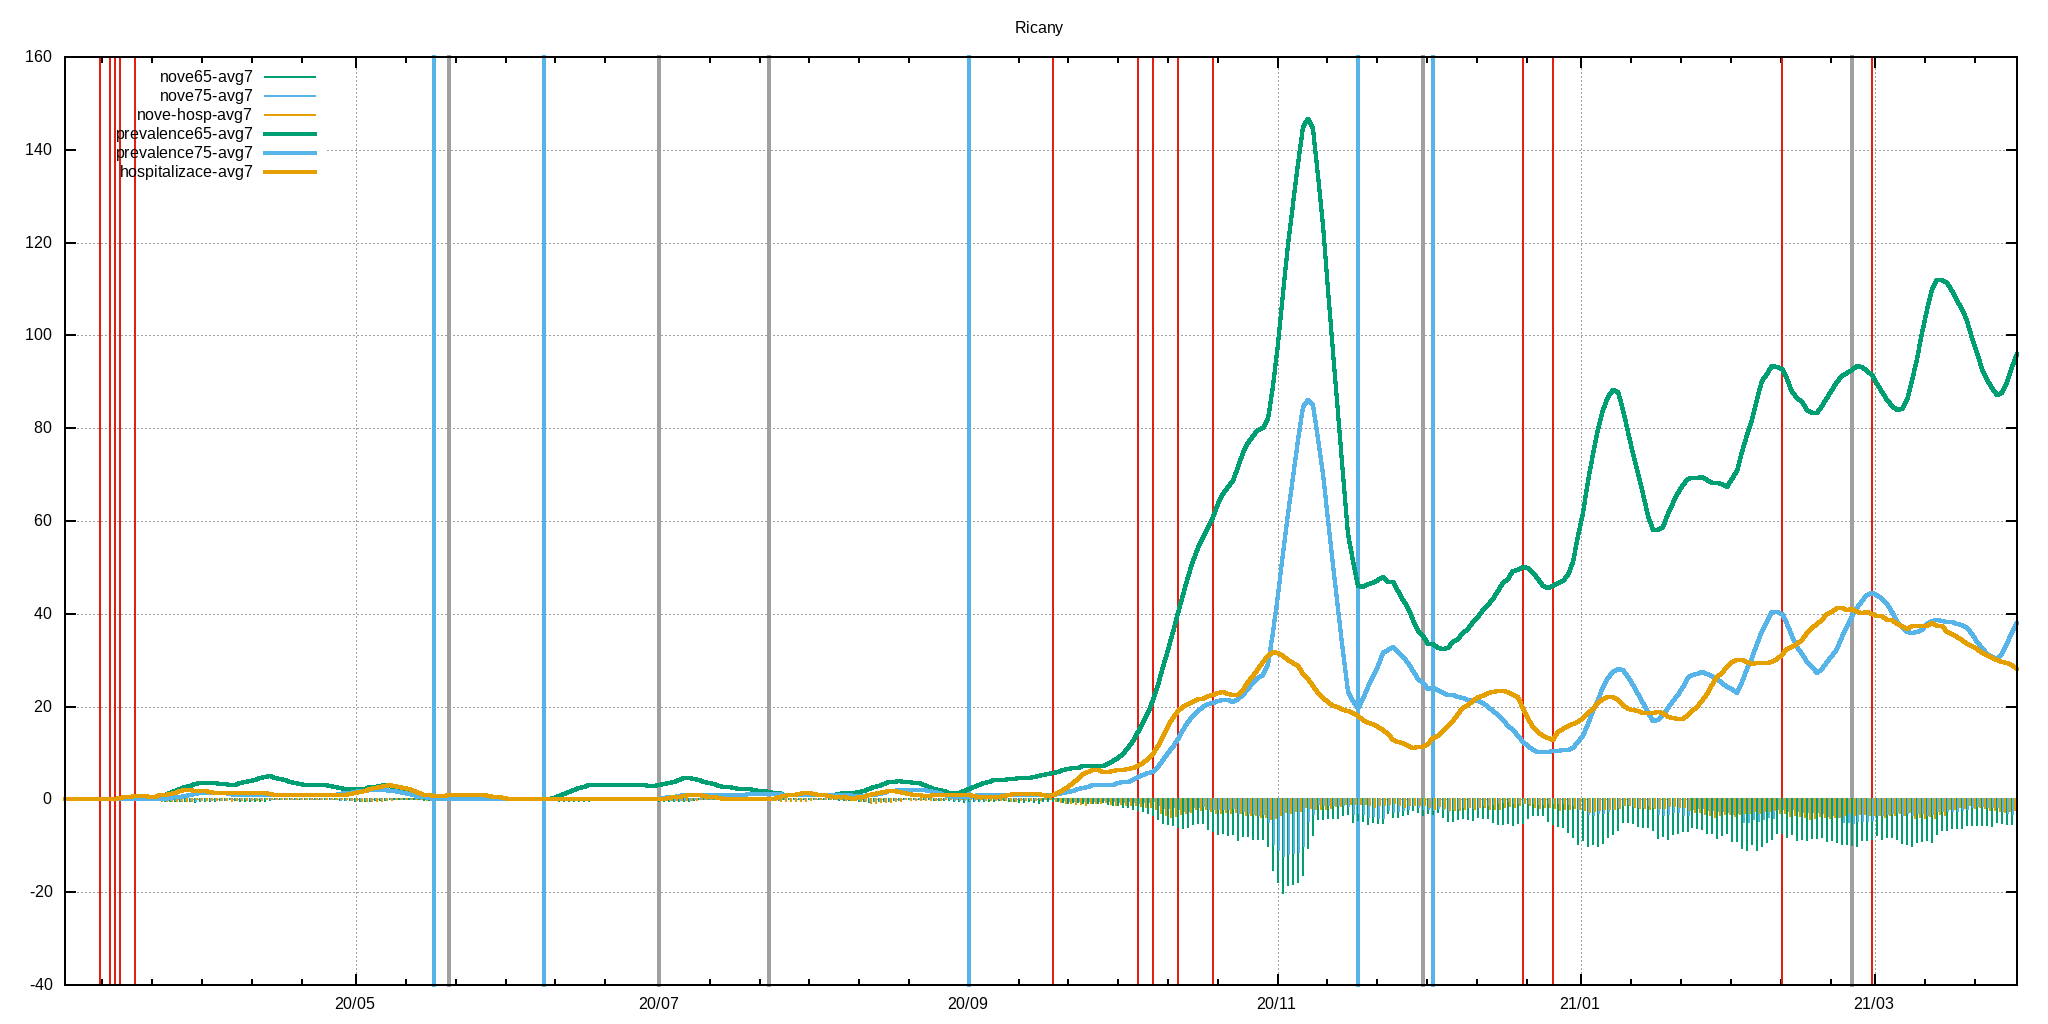 Ricany
160
nove65-avg7
nove75-avg7
nove-hosp-avg7
prevalence65-avg7
prevalence75-avg7
hospitalizace-avg7
140
120
100
80
60
40
20
0
-20
-40
20/05 20/07 20/09 20/11 21/01 21/03